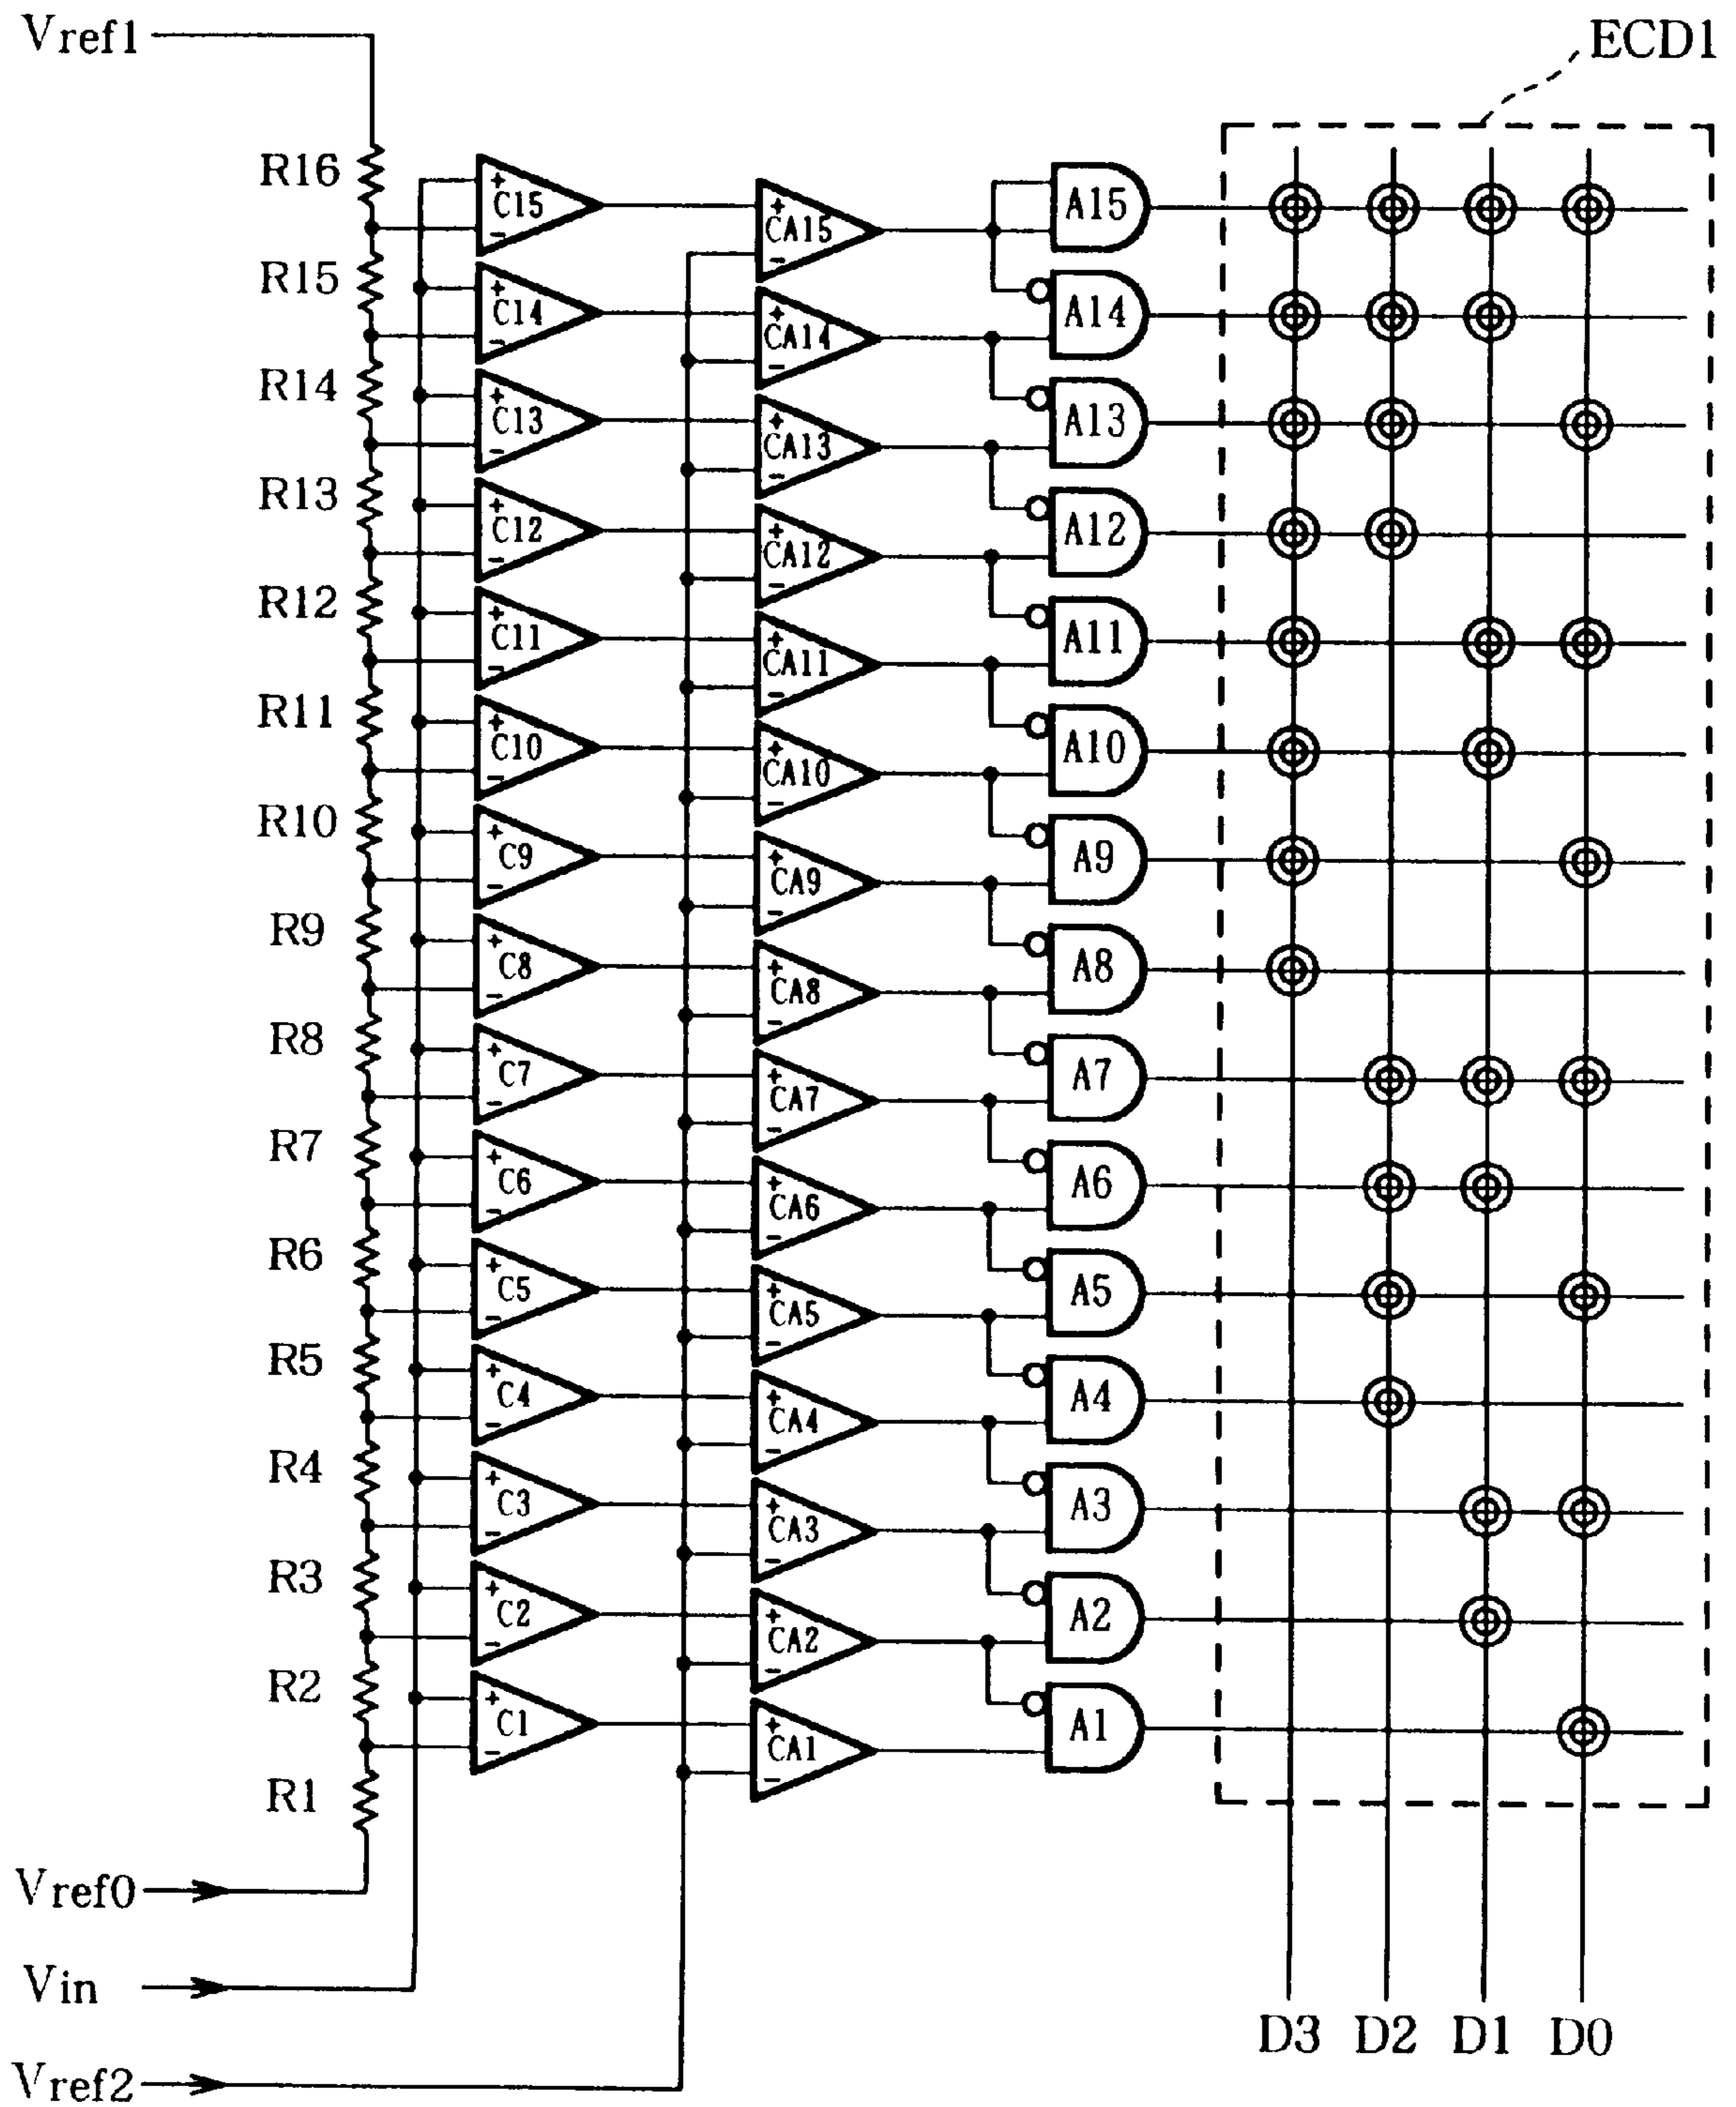 Vref1
ECD1
R16
C15
CA15
A15
R15
C14
CA14
A14
R14
C13
CA13
A13
R13
C12
CA12
A12
R12
C11
CA11
A11
R11
C10
CA10
A10
R10
C9
CA9
A9
R9
C8
CA8
A8
R8
C7
CA7
A7
R7
C6
CA6
A6
R6
C5
CA5
A5
R5
C4
CA4
A4
R4
C3
CA3
A3
R3
C2
CA2
A2
R2
C1
CA1
A1
R1
Vref0
Vin
Vref2
D3 D2 D1 D0